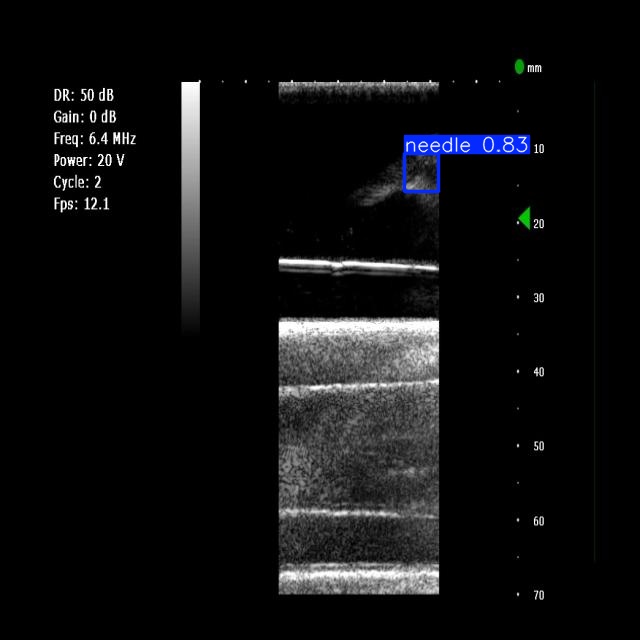 mm
DR: 50 dB
Gain: 0 dB
Freq: 6.4 MHz
Power: 20 V
Cycle: 2
Fps: 12.1
needle 0.83
10
20
30
40
50
60
70